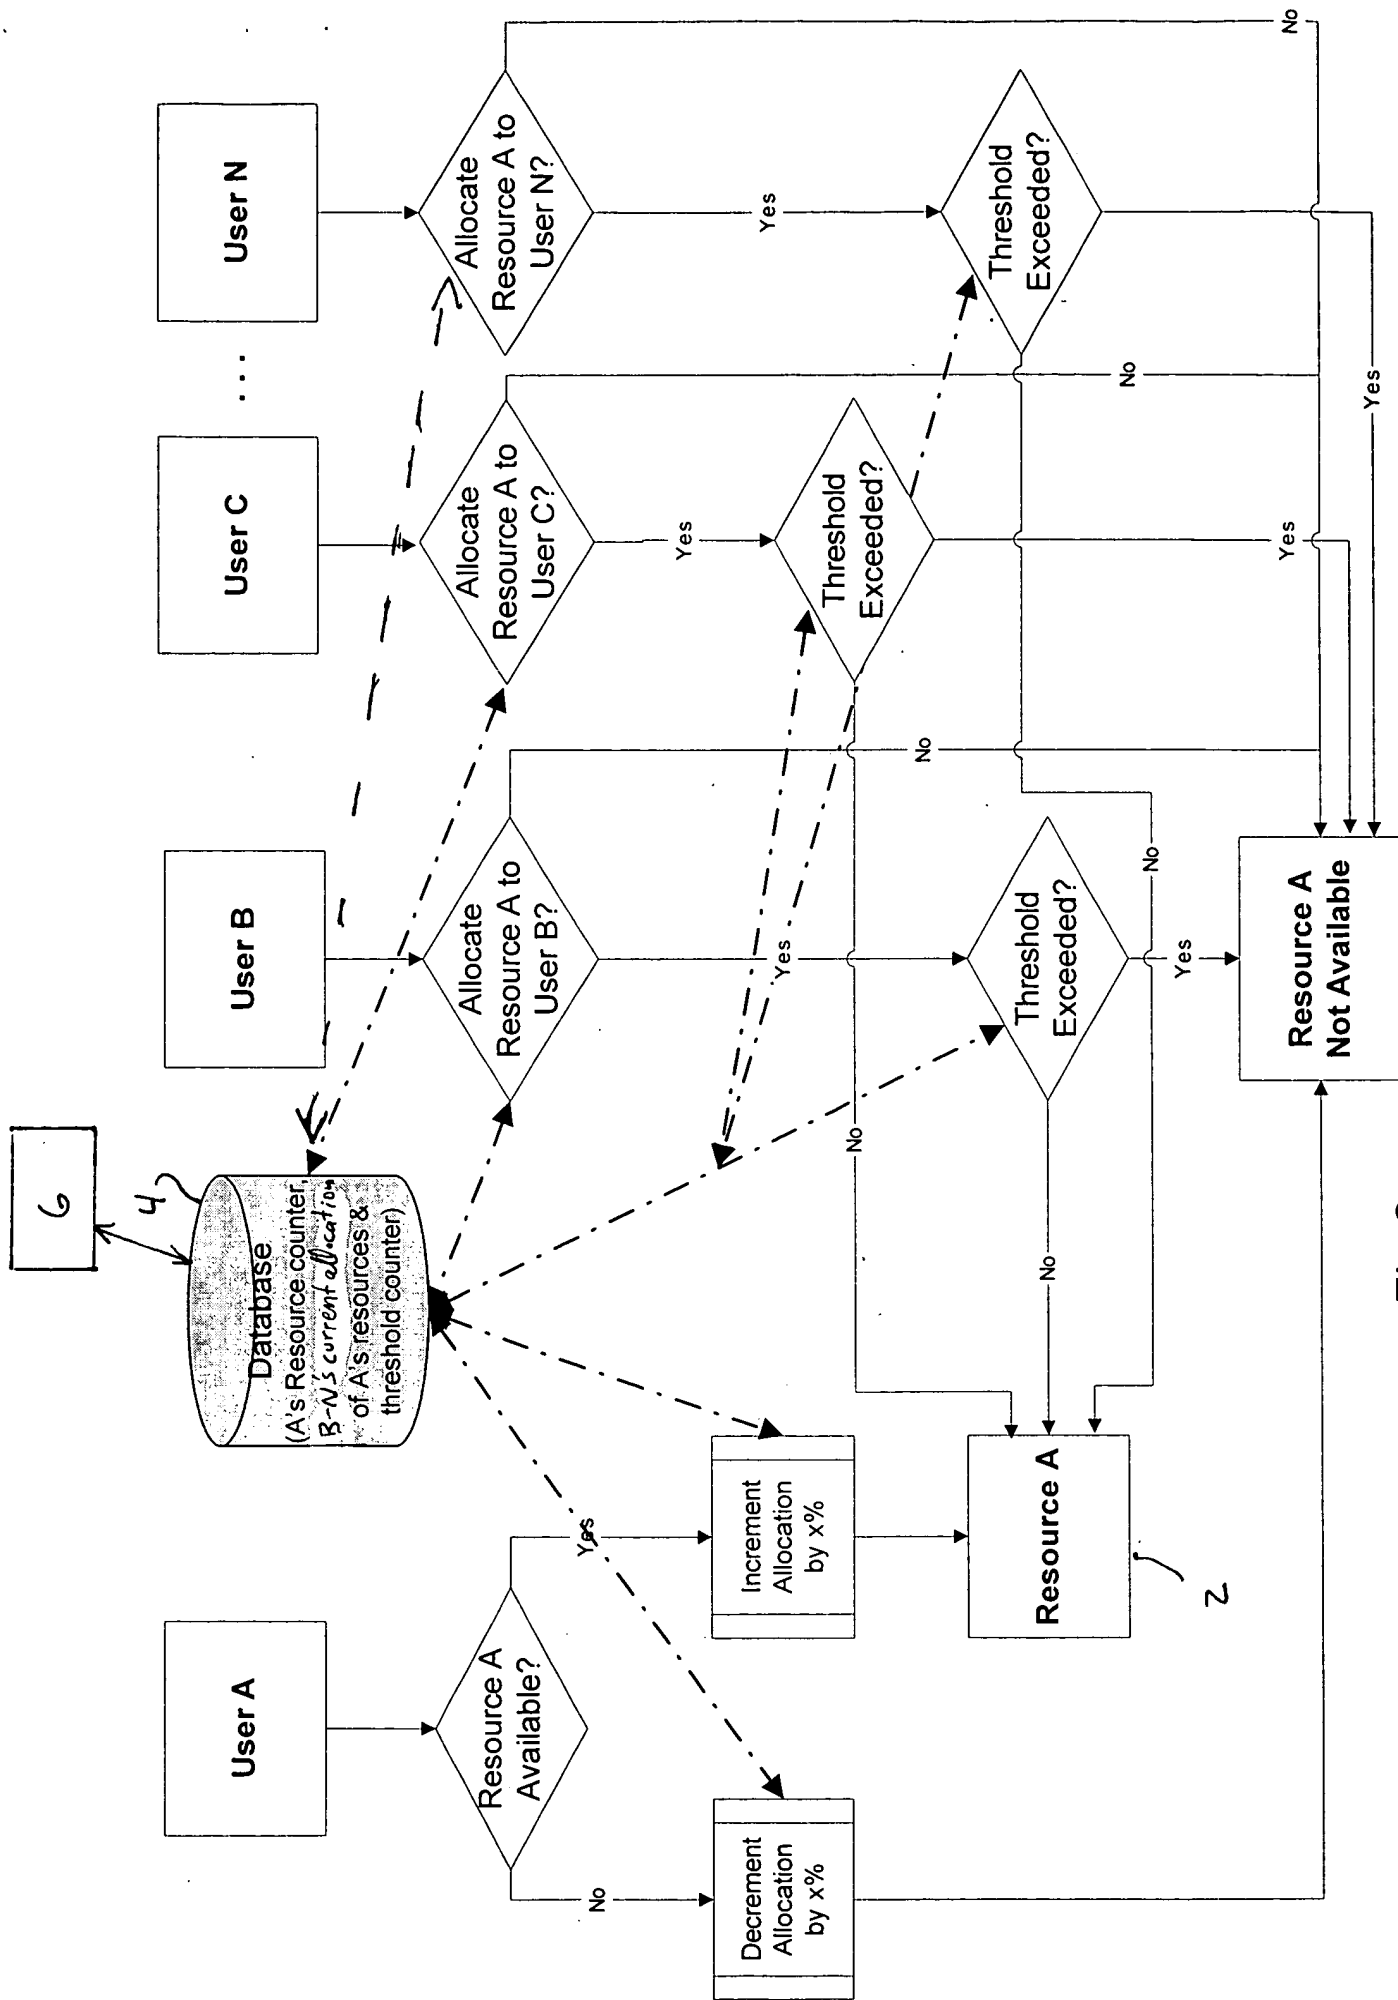 User A
User B
User C
...
User N
6
4
Database
(A's Resource counter,
B-N's current allocation
of A's resources &
threshold counter)
Resource A
Available?
Allocate
Resource A to
User B?
Allocate
Resource A to
User C?
Allocate
Resource A to
User N?
No
Yes
Yes
No
Yes
No
Yes
No
Decrement
Allocation
by x%
Increment
Allocation
by x%
Threshold
Exceeded?
Threshold
Exceeded?
Threshold
Exceeded?
No
No
No
Yes
Yes
Yes
Resource A
2
Resource A
Not Available